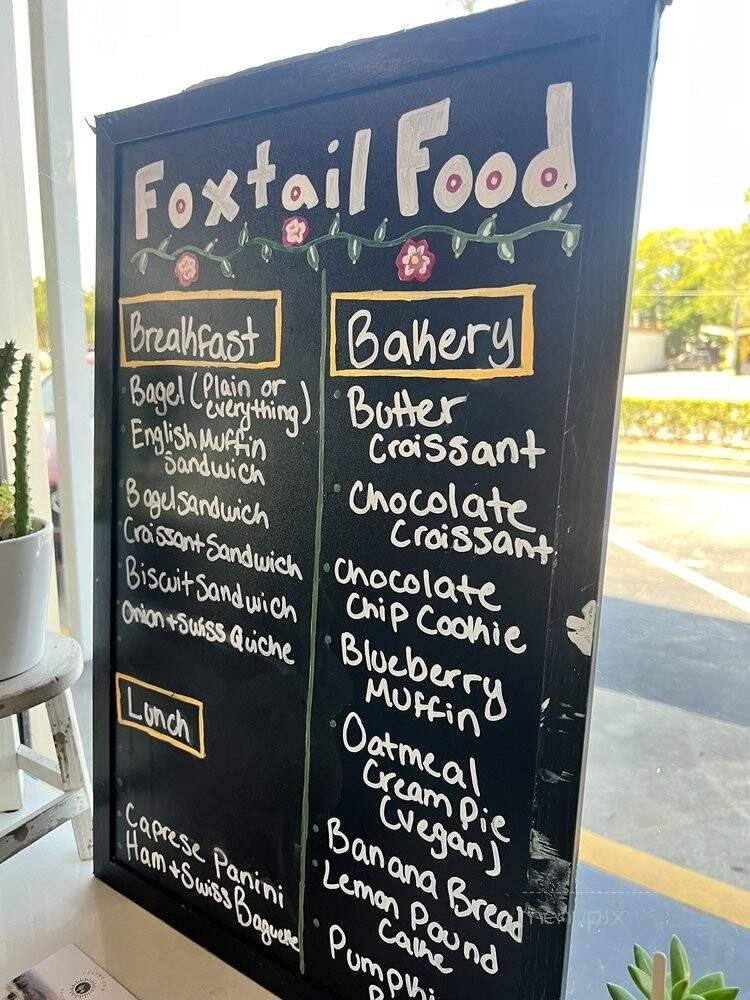 Foxtail Food
Breakfast
Bagel (Plain or
everything)
English Muffin
Sandwich
Bagel Sandwich
Croissant Sandwich
Biscuit Sandwich
Onion + Swiss Quiche
Lunch
Caprese Panini
Ham + Swiss Baguette
Bakery
Butter
Croissant
Chocolate
Croissant
Chocolate
Chip Cookie
Blueberry
Muffin
Oatmeal
Cream Pie
(Vegan)
Banana Bread
Lemon Pound
Cake